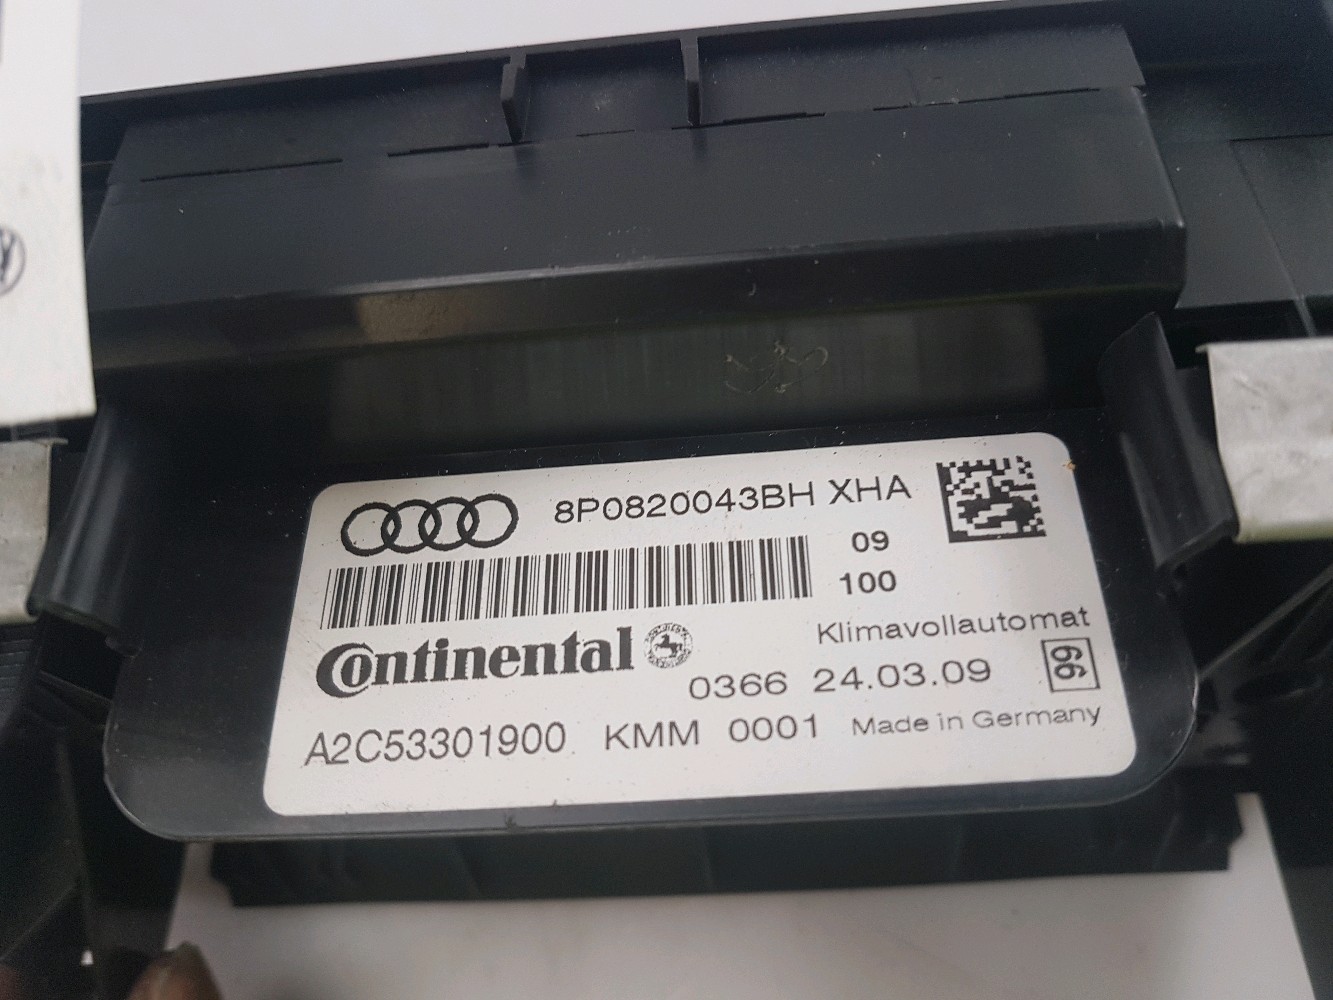 8P0820043BH XHA
09
100
Continental
Klimavollautomat
0366 24.03.09
66
A2C53301900 KMM 0001 Made in Germany